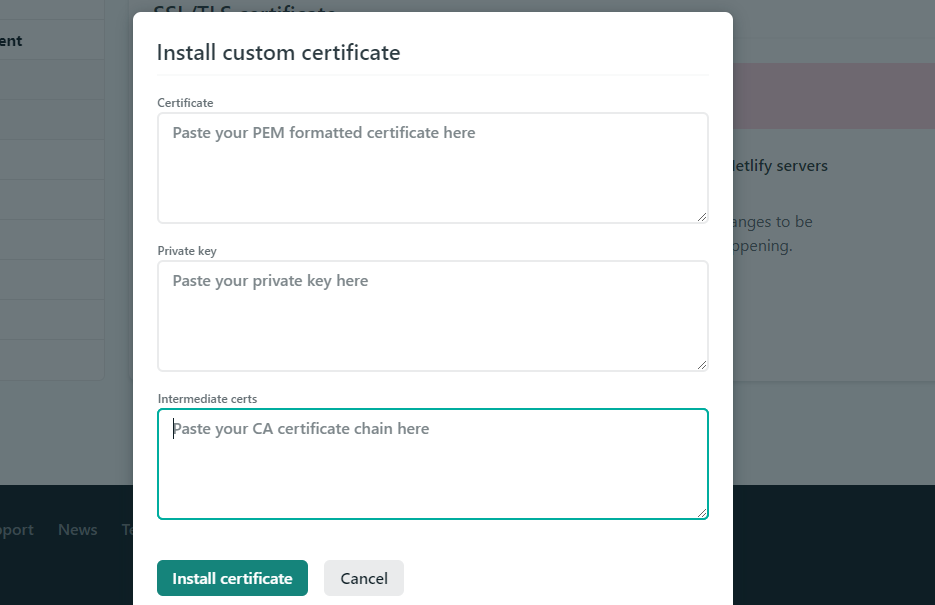 SSL/TLS certificate
ent
Install custom certificate
Certificate
Paste your PEM formatted certificate here
etlify servers
anges to be
opening.
Private key
Paste your private key here
Intermediate certs
Paste your CA certificate chain here
pport
News
Te
Install certificate
Cancel